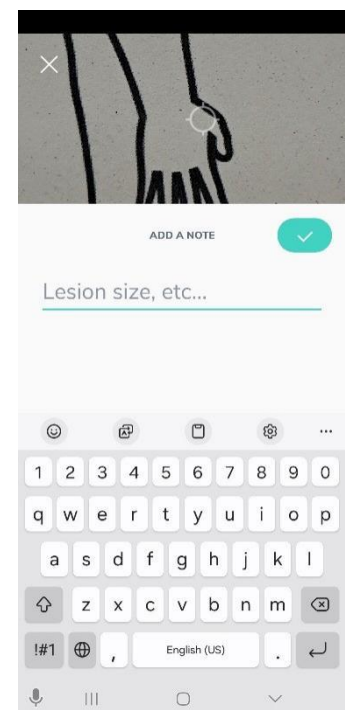 ADD A NOTE
Lesion size, etc...
1 2 3 4 5 6 7 8 9 0
q w e r t y u i o p
a s d f g h j k l
z x c v b n m
!#1 , English (US) .